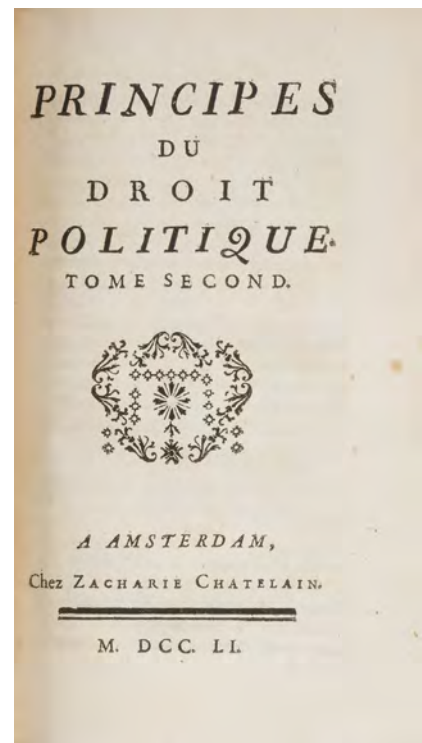 PRINCIPES
DU
DROIT
POLITIQUE.
TOME SECOND.
A AMSTERDAM,
Chez ZACHARIE CHATELAIN.
M. DCC. LI.